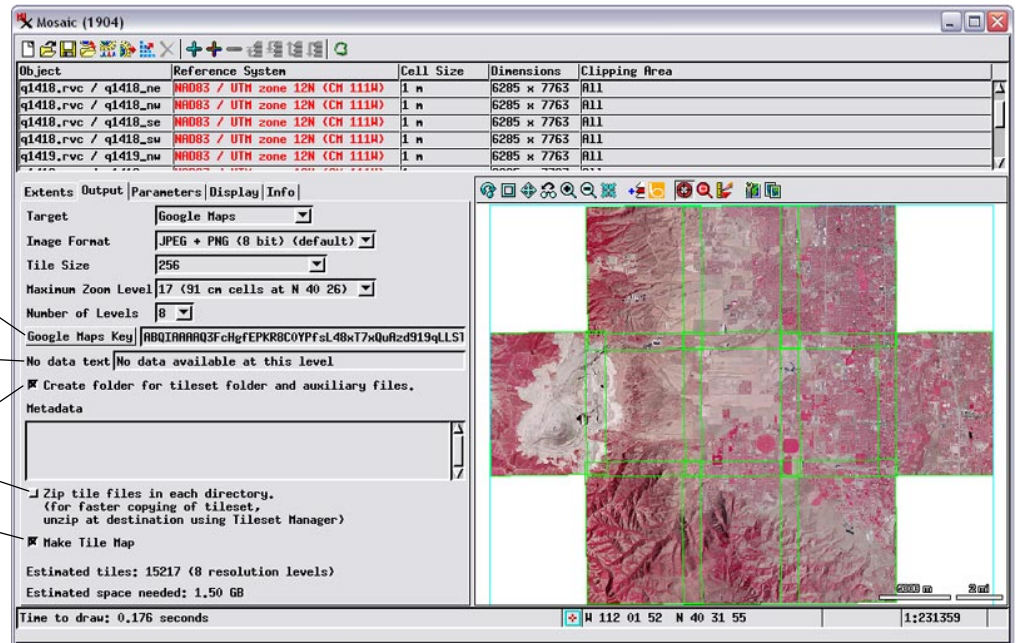 Mosaic (1904)
Object Reference System Cell Size Dimensions Clipping Area
q1418.rvc / q1418_ne NAD83 / UTM zone 12N (CM 111W) 1 m 6285 x 7763 All
q1418.rvc / q1418_nw NAD83 / UTM zone 12N (CM 111W) 1 m 6285 x 7763 All
q1418.rvc / q1418_se NAD83 / UTM zone 12N (CM 111W) 1 m 6285 x 7763 All
q1418.rvc / q1418_sw NAD83 / UTM zone 12N (CM 111W) 1 m 6285 x 7763 All
q1419.rvc / q1419_nw NAD83 / UTM zone 12N (CM 111W) 1 m 6285 x 7763 All
Extents Output Parameters Display Info
Target Google Maps
Image Format JPEG + PNG (8 bit) (default)
Tile Size 256
Maximum Zoom Level 17 (91 cm cells at N 40 26)
Number of Levels 8
Google Maps Key
No data text No data available at this level
Create folder for tileset folder and auxiliary files.
Metadata
Zip tile files in each directory.
(for faster copying of tileset,
unzip at destination using Tileset Manager)
Make Tile Map
Estimated tiles: 15217 (8 resolution levels)
Estimated space needed: 1.50 GB
2 mi
Time to draw: 0.176 seconds W 112 01 52 N 40 31 55 1:231359